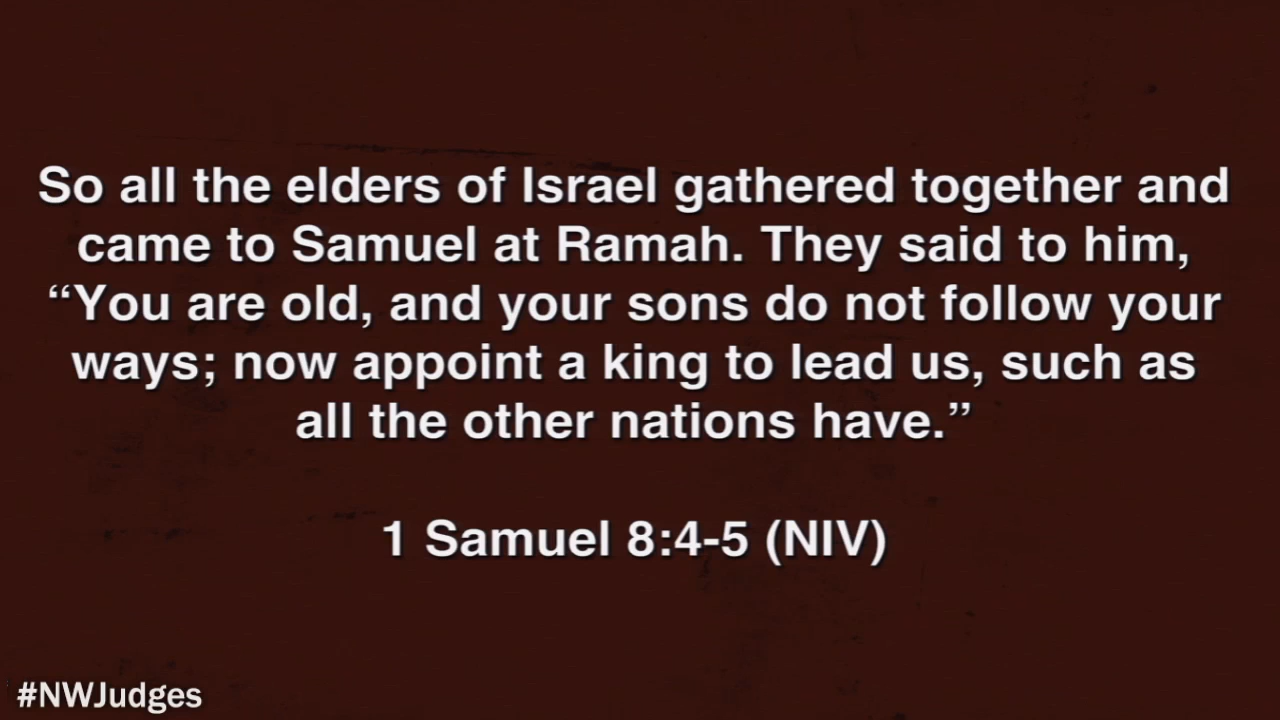 So all the elders of Israel gathered together and
came to Samuel at Ramah. They said to him,
“You are old, and your sons do not follow your
ways; now appoint a king to lead us, such as
all the other nations have.”
1 Samuel 8:4-5 (NIV)
#NWJudges